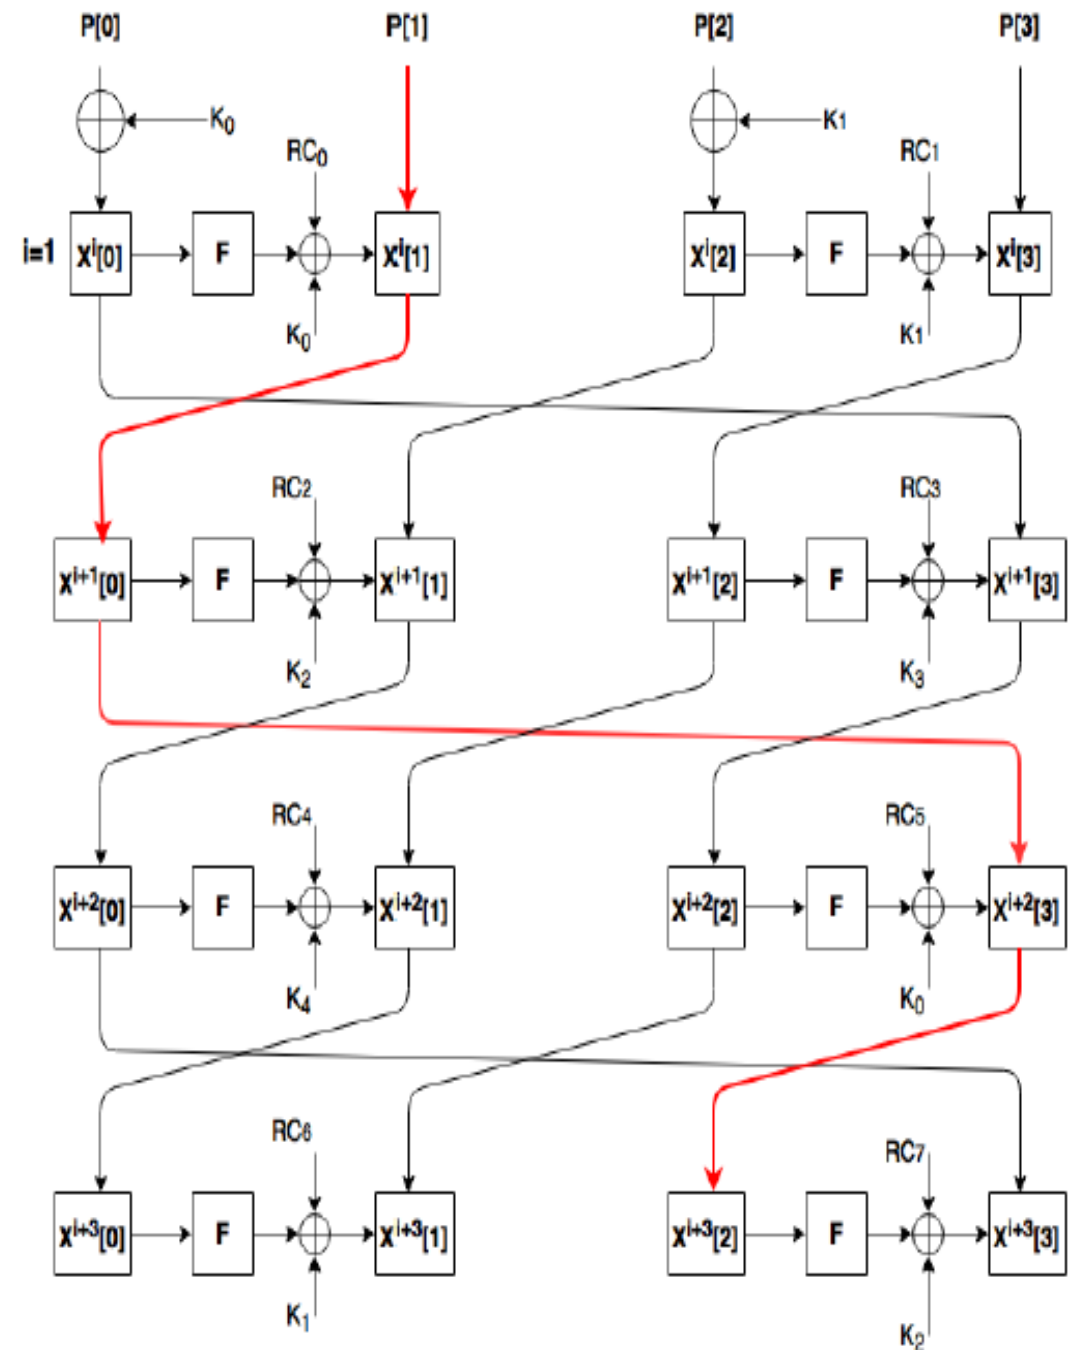 P[0] P[1] P[2] P[3]
K₀ K1
RC₀ RC1
i=1 Xⁱ[0] F Xⁱ[1] Xⁱ[2] F Xⁱ[3]
K₀ K1
RC2 RC3
Xⁱ⁺¹[0] F Xⁱ⁺¹[1] Xⁱ⁺¹[2] F Xⁱ⁺¹[3]
K₂ K₃
RC4 RC5
Xⁱ⁺²[0] F Xⁱ⁺²[1] Xⁱ⁺²[2] F Xⁱ⁺²[3]
K₄ K₀
RC6 RC7
Xⁱ⁺³[0] F Xⁱ⁺³[1] Xⁱ⁺³[2] F Xⁱ⁺³[3]
K₁ K₂